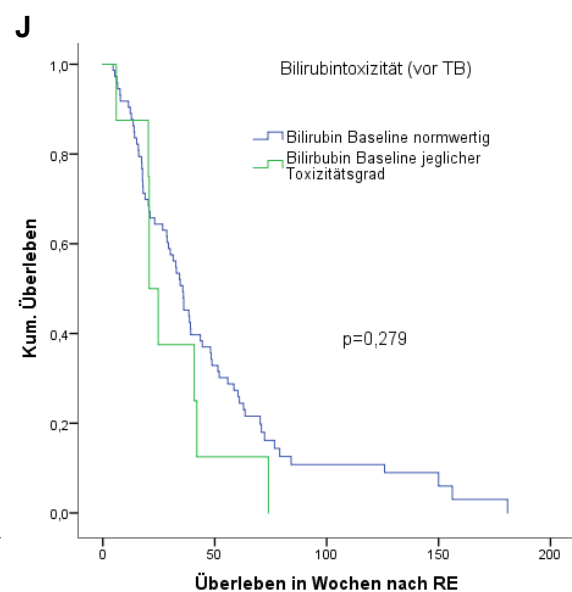 J
Bilirubintoxizität (vor TB)
Bilirubin Baseline normwertig
Bilirbubin Baseline jeglicher
Toxizitätsgrad
p=0,279
Kum. Überleben
1,0
0,8
0,6
0,4
0,2
0,0
0 50 100 150 200
Überleben in Wochen nach RE